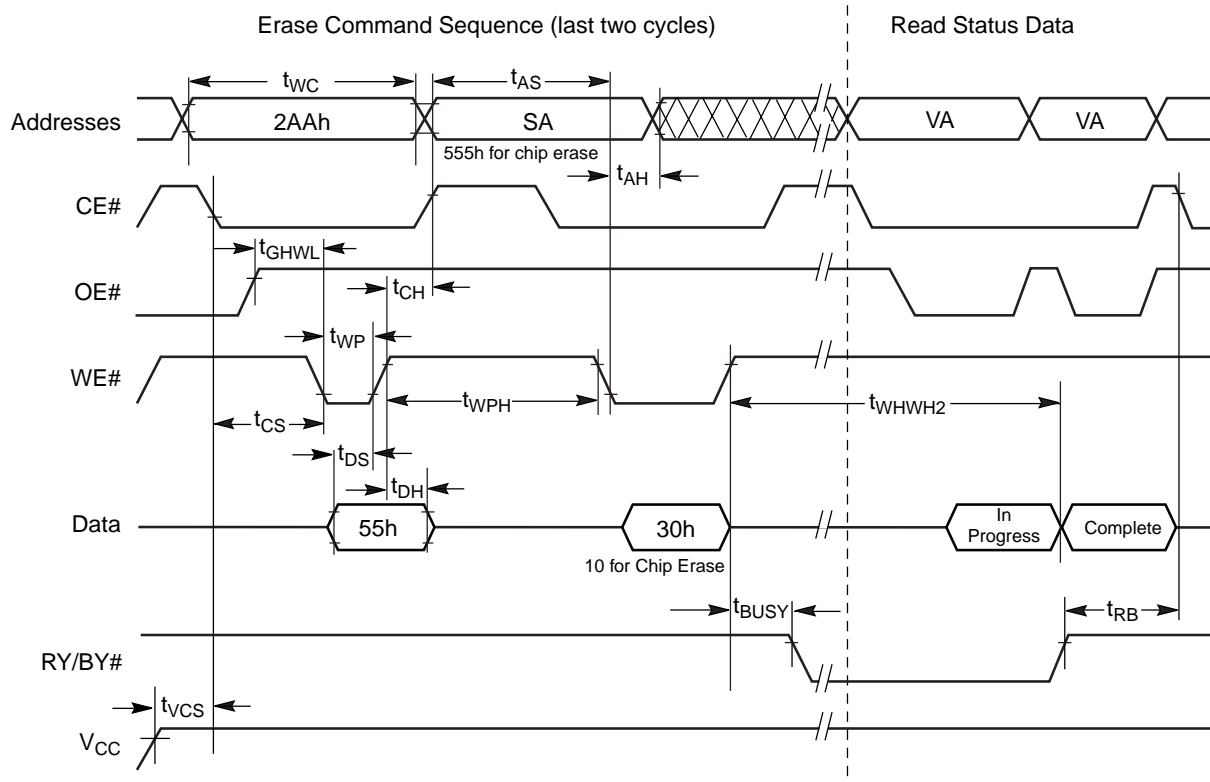 Erase Command Sequence (last two cycles)
Read Status Data
tWC
tAS
Addresses
2AAh
SA
VA
VA
555h for chip erase
tAH
CE#
tGHWL
OE#
tCH
tWP
WE#
tWPH
tWHWH2
tCS
tDS
tDH
Data
55h
30h
In
Progress
Complete
10 for Chip Erase
tBUSY
tRB
RY/BY#
tVCS
VCC